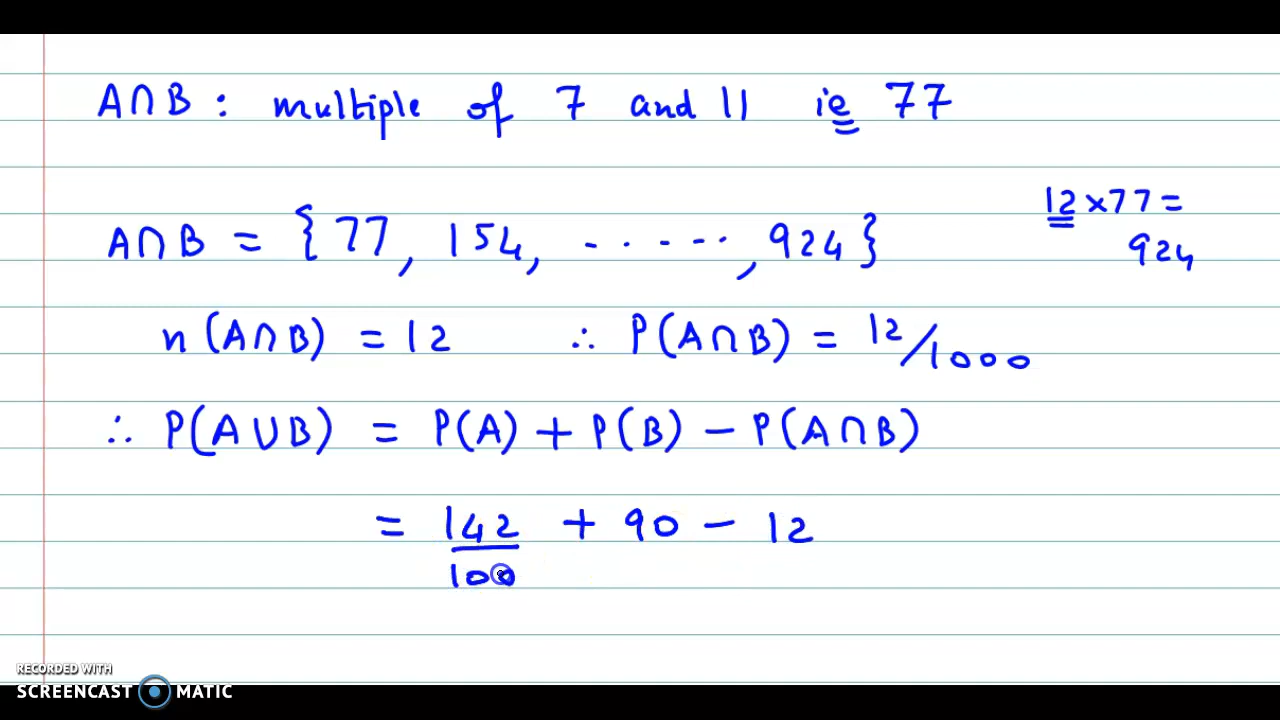 A∩B : multiple of 7 and 11 ie 77
12 × 77 =
924
A∩B = { 77, 154, - . - . - .. , 924 }
n (A∩B) = 12 ∴ P(A∩B) = 12/1000
∴ P(A∪B) = P(A) + P(B) − P(A∩B)
= 142 + 90 − 12
100
RECORDED WITH
SCREENCAST MATIC